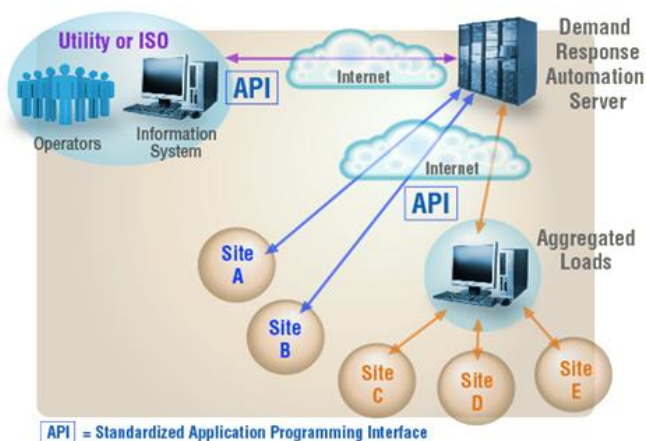 Utility or ISO
API
Internet
Demand
Response
Automation
Server
Operators
Information
System
Internet
API
Site
A
Aggregated
Loads
Site
B
Site
C
Site
D
Site
E
API = Standardized Application Programming Interface